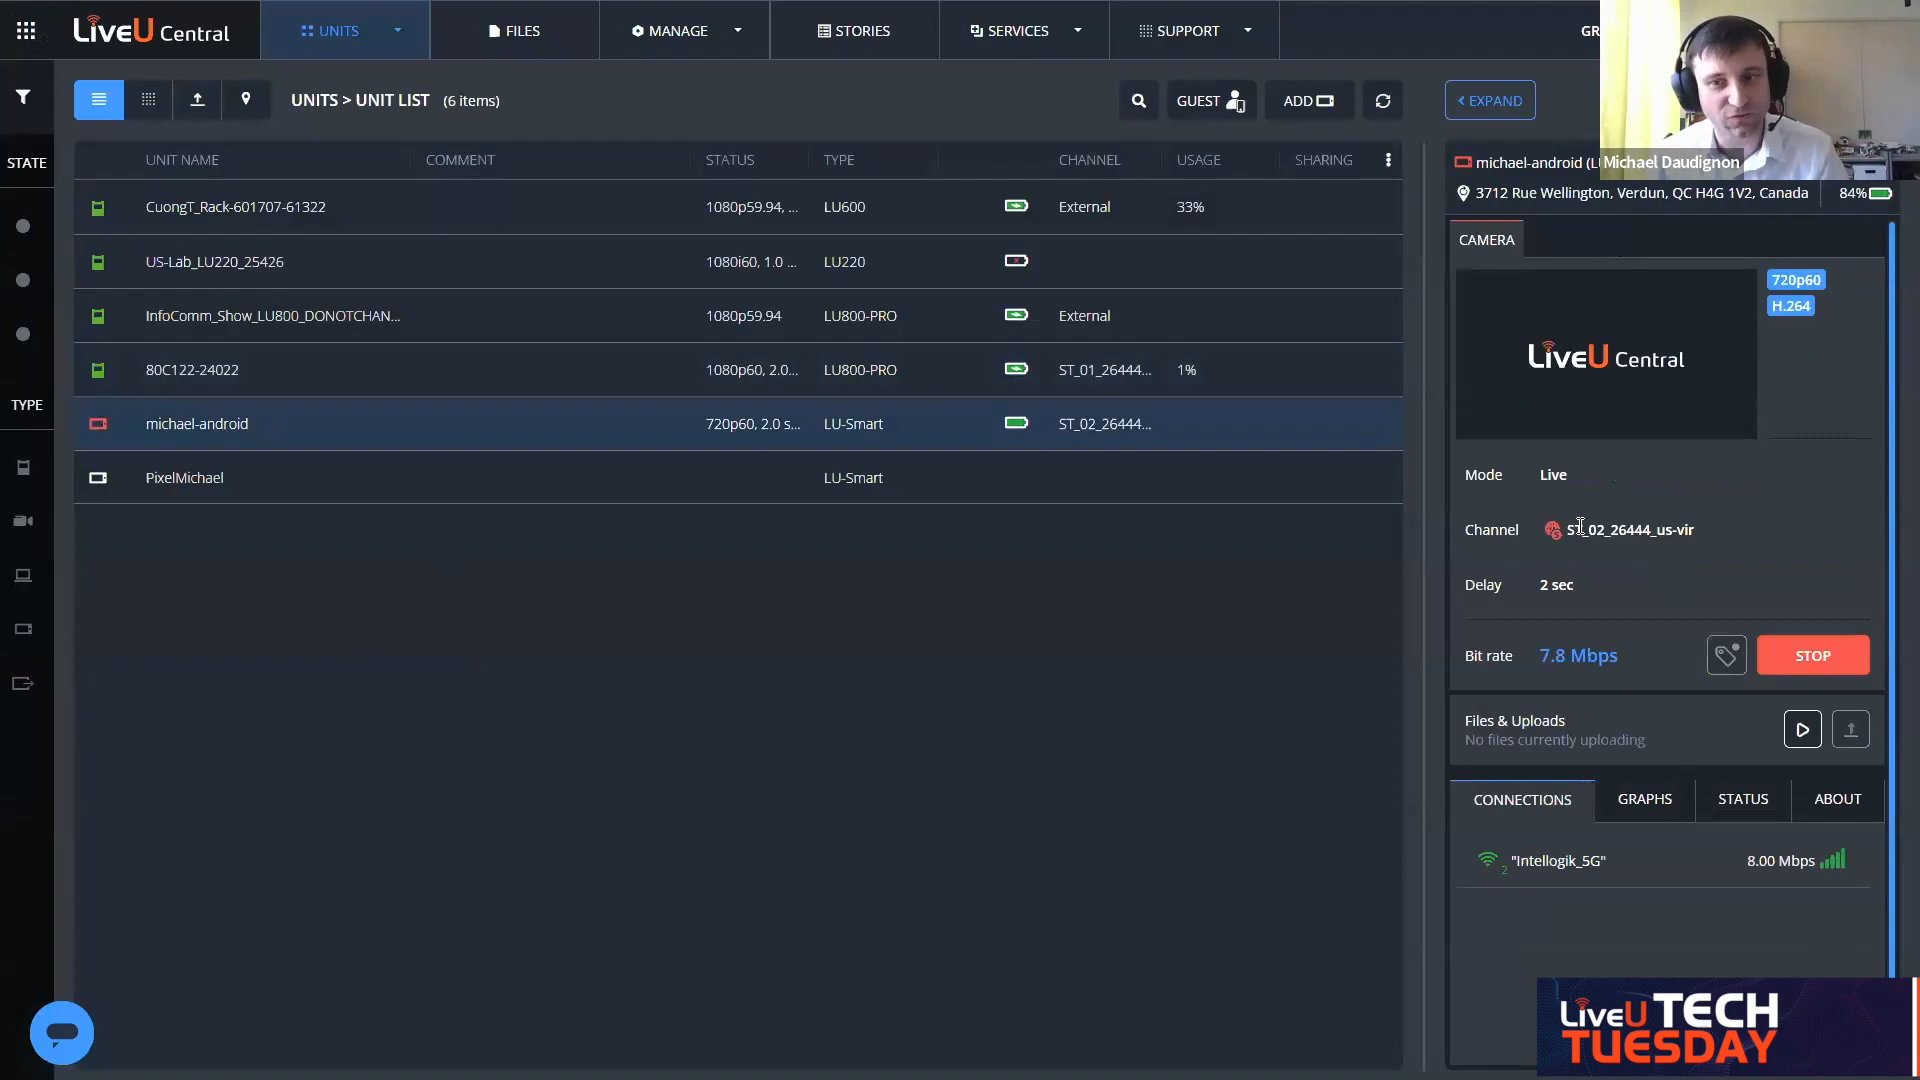 LiveU Central
UNITS
FILES
MANAGE
STORIES
SERVICES
SUPPORT
GR
UNITS > UNIT LIST (6 items)
GUEST
ADD
EXPAND
STATE
TYPE
UNIT NAME COMMENT STATUS TYPE CHANNEL USAGE SHARING
CuongT_Rack-601707-61322 1080p59.94, ... LU600 External 33%
US-Lab_LU220_25426 1080i60, 1.0 ... LU220
InfoComm_Show_LU800_DONOTCHAN... 1080p59.94 LU800-PRO External
80C122-24022 1080p60, 2.0... LU800-PRO ST_01_26444... 1%
michael-android 720p60, 2.0 s... LU-Smart ST_02_26444...
PixelMichael LU-Smart
michael-android (LU
Michael Daudignon
3712 Rue Wellington, Verdun, QC H4G 1V2, Canada 84%
CAMERA
720p60
H.264
LiveU Central
Mode Live
Channel ST_02_26444_us-vir
Delay 2 sec
Bit rate 7.8 Mbps STOP
Files & Uploads
No files currently uploading
CONNECTIONS GRAPHS STATUS ABOUT
2 "Intellogik_5G" 8.00 Mbps
LiveU TECH
TUESDAY